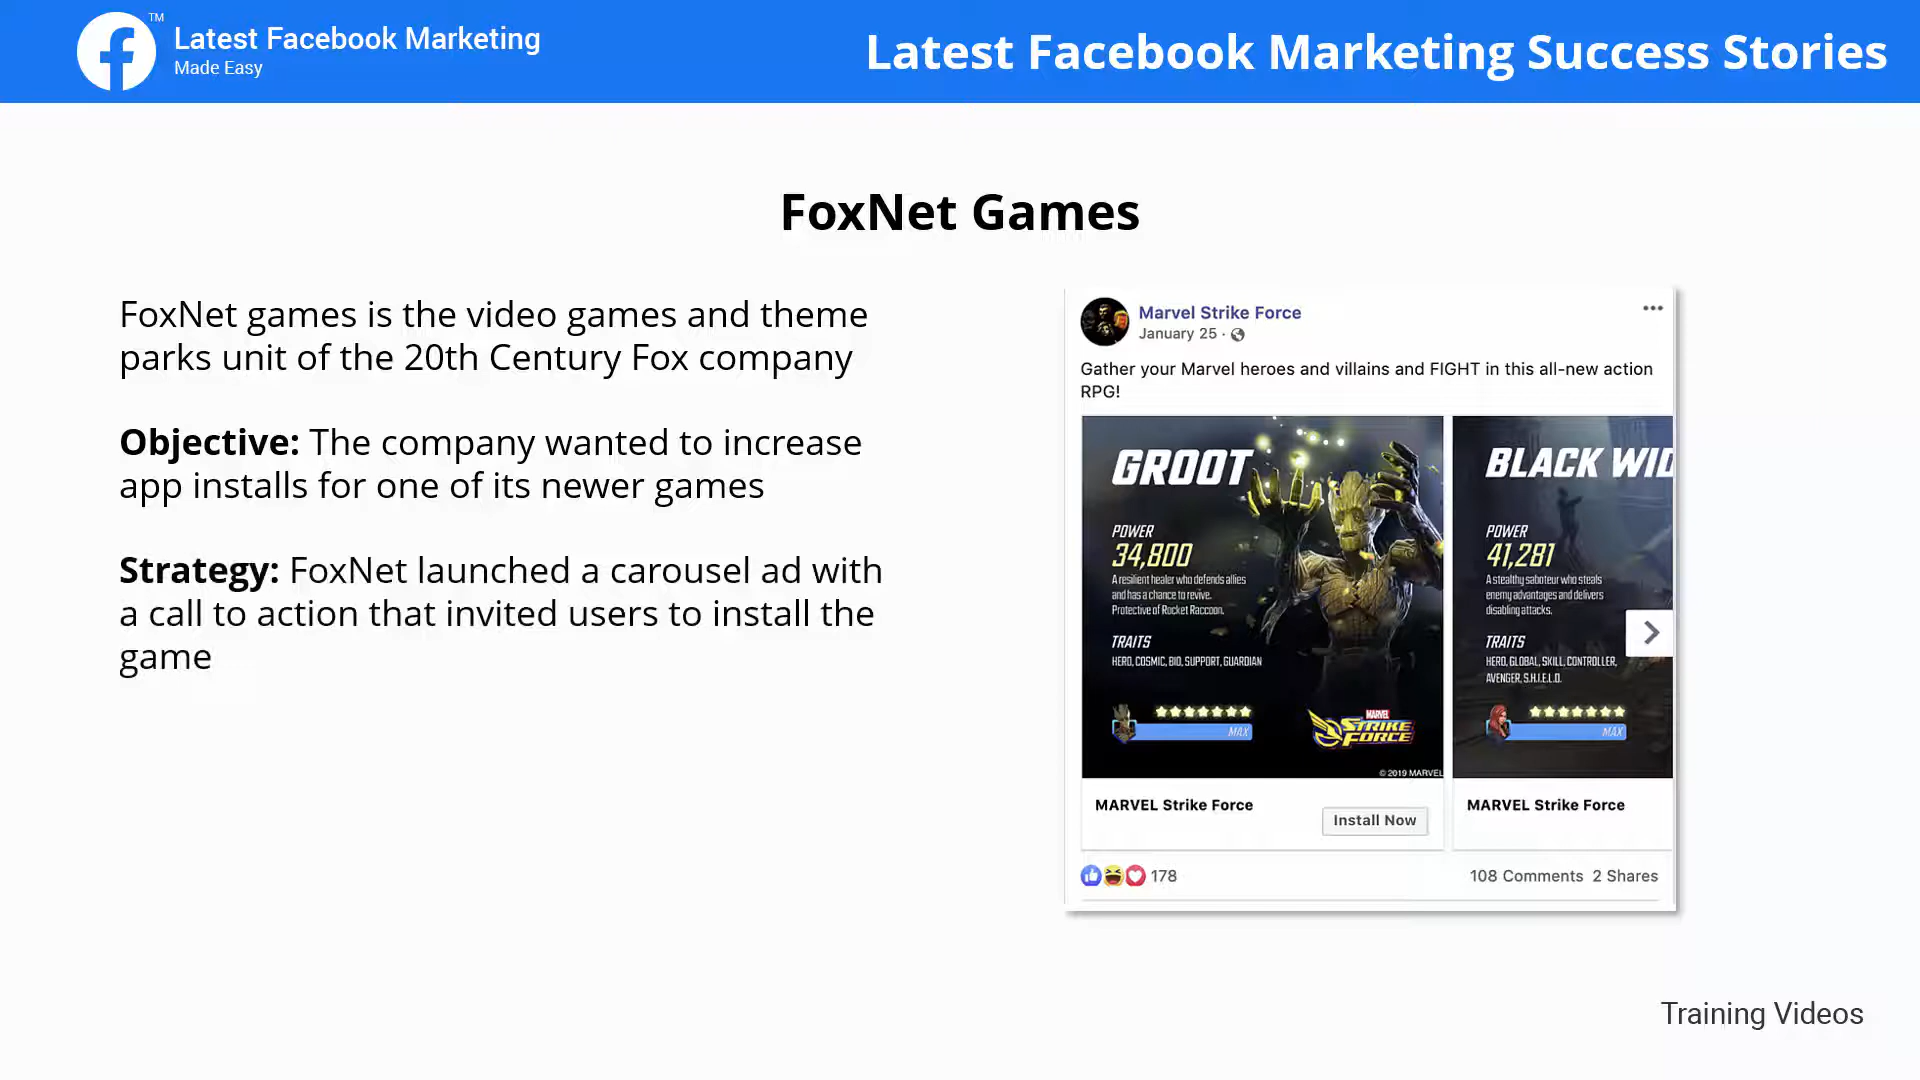 TM
Latest Facebook Marketing
Made Easy
Latest Facebook Marketing Success Stories
FoxNet Games
FoxNet games is the video games and theme
parks unit of the 20th Century Fox company
Objective: The company wanted to increase
app installs for one of its newer games
Strategy: FoxNet launched a carousel ad with
a call to action that invited users to install the
game
Marvel Strike Force
January 25 ·
Gather your Marvel heroes and villains and FIGHT in this all-new action
RPG!
GROOT
POWER
34,800
A resilient healer who defends allies
and has a chance to revive.
Protective of Rocket Raccoon.
TRAITS
HERO, COSMIC, BIO, SUPPORT, GUARDIAN
MAX
MARVEL
STRIKE
FORCE
© 2019 MARVEL
BLACK WID
POWER
41,281
A stealthy saboteur who steals
enemy advantages and delivers
disabling attacks.
TRAITS
HERO, GLOBAL, SKILL, CONTROLLER,
AVENGER, S.H.I.E.L.D.
MAX
MARVEL Strike Force
Install Now
MARVEL Strike Force
178
108 Comments 2 Shares
Training Videos